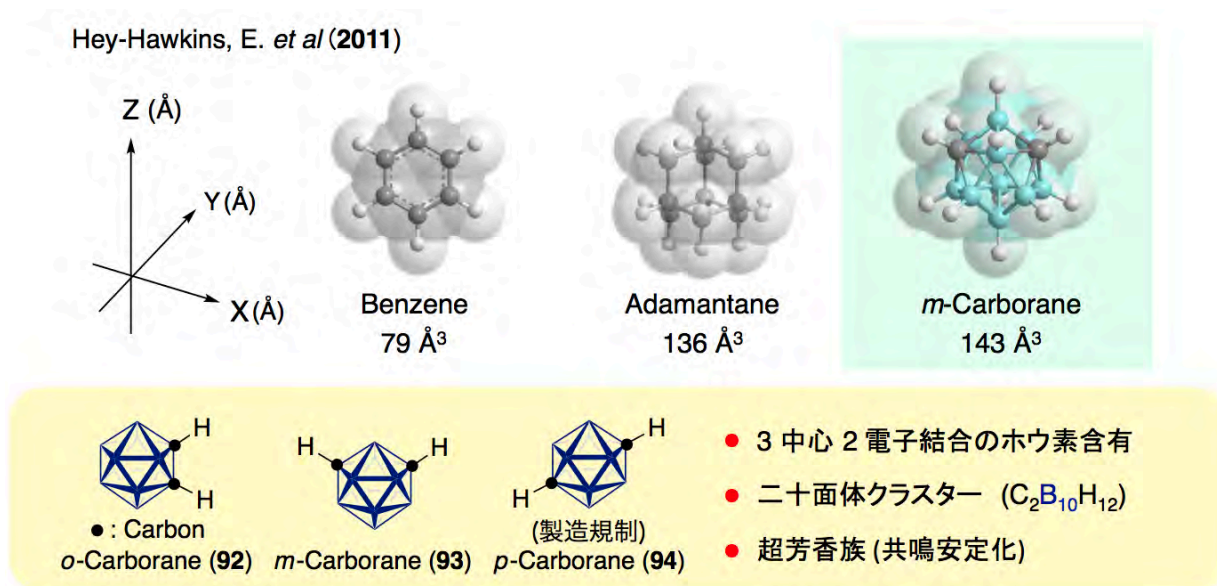 Hey-Hawkins, E. et al (2011)
Z (Å)
Y (Å)
X (Å)
Benzene
79 Å³
Adamantane
136 Å³
m-Carborane
143 Å³
H
H
● : Carbon
o-Carborane (92)
H
H
m-Carborane (93)
H
H
(製造規制)
p-Carborane (94)
● 3 中心 2 電子結合のホウ素含有
● 二十面体クラスター (C₂B₁₀H₁₂)
● 超芳香族 (共鳴安定化)